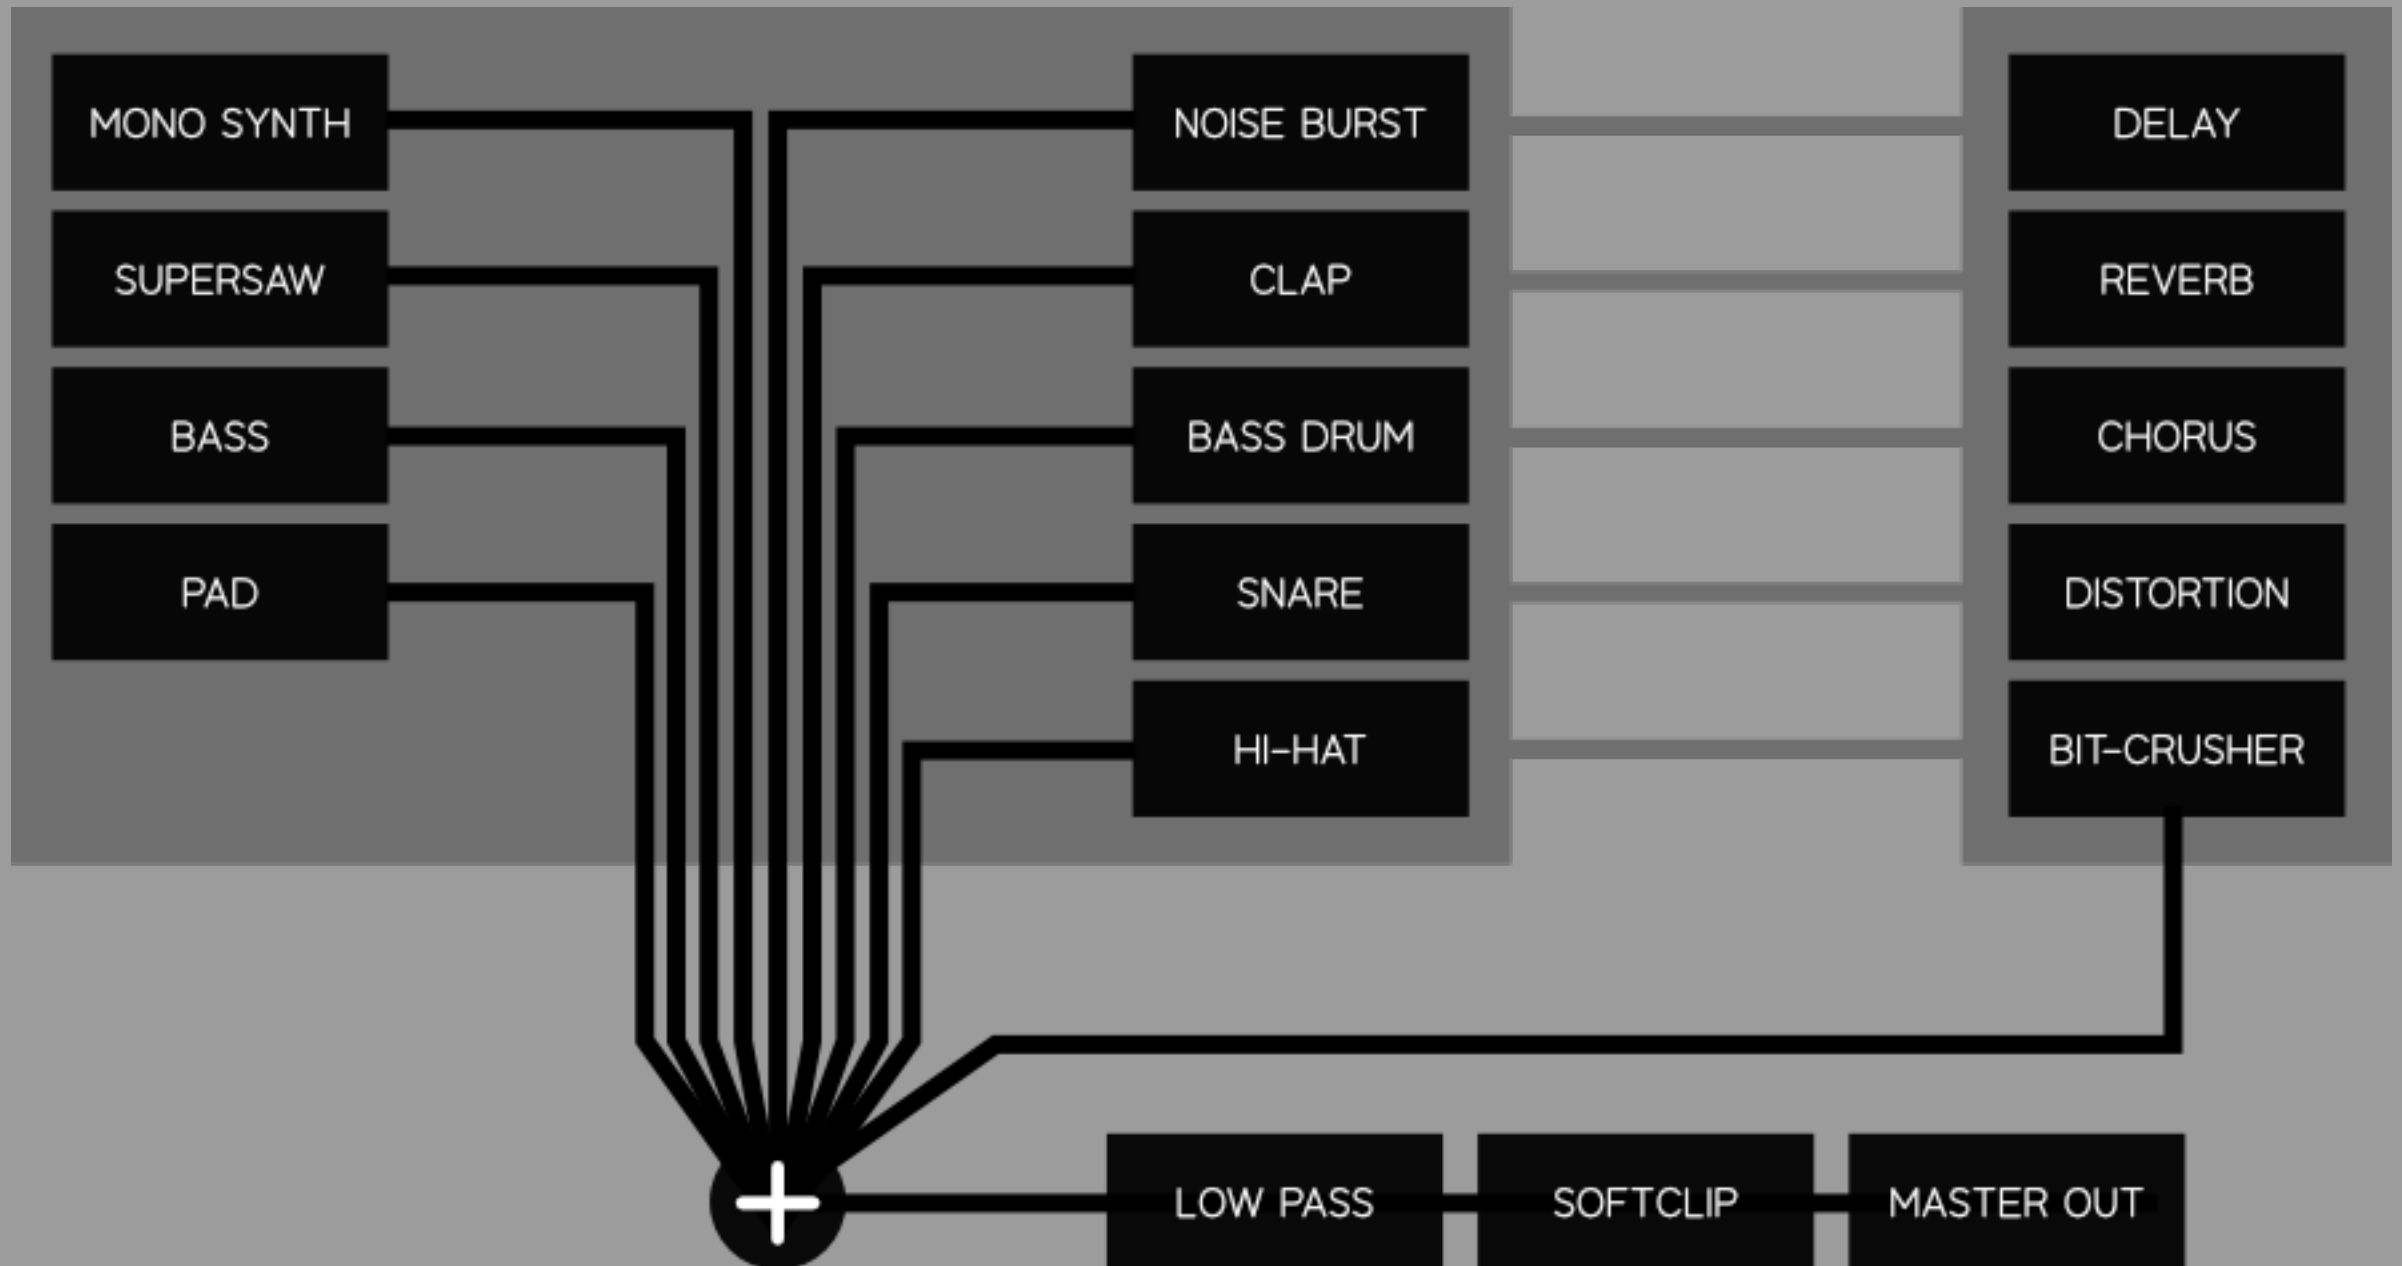 MONO SYNTH
SUPERSAW
BASS
PAD
NOISE BURST
CLAP
BASS DRUM
SNARE
HI-HAT
DELAY
REVERB
CHORUS
DISTORTION
BIT-CRUSHER
+
LOW PASS
SOFTCLIP
MASTER OUT